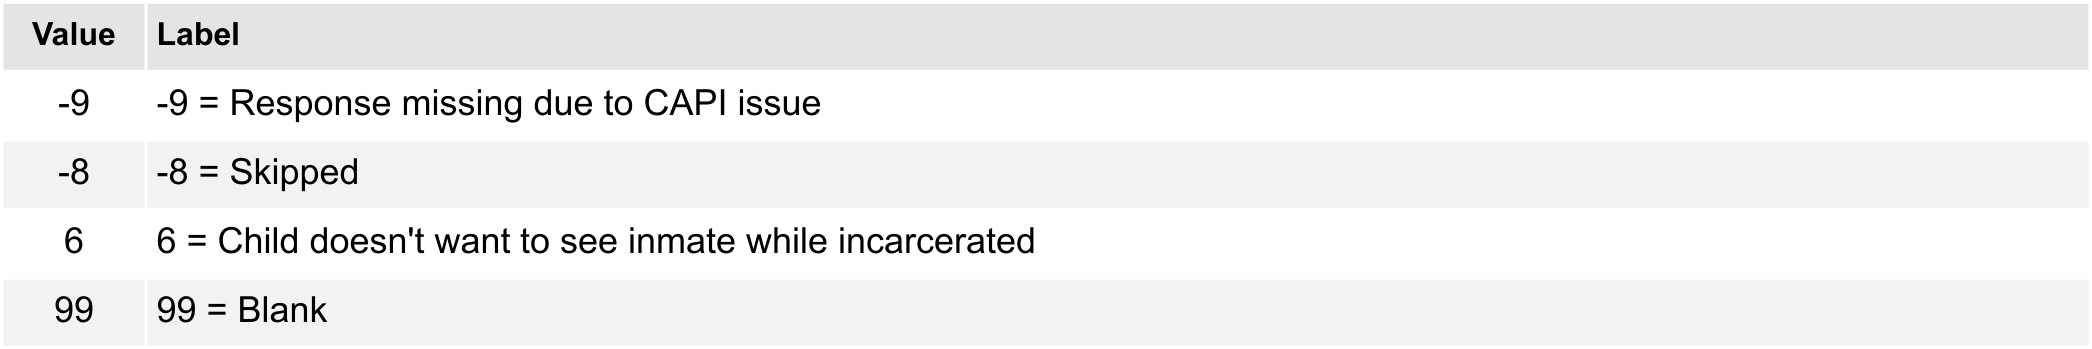 Value Label
-9 -9 = Response missing due to CAPI issue
-8 -8 = Skipped
6 6 = Child doesn't want to see inmate while incarcerated
99 99 = Blank